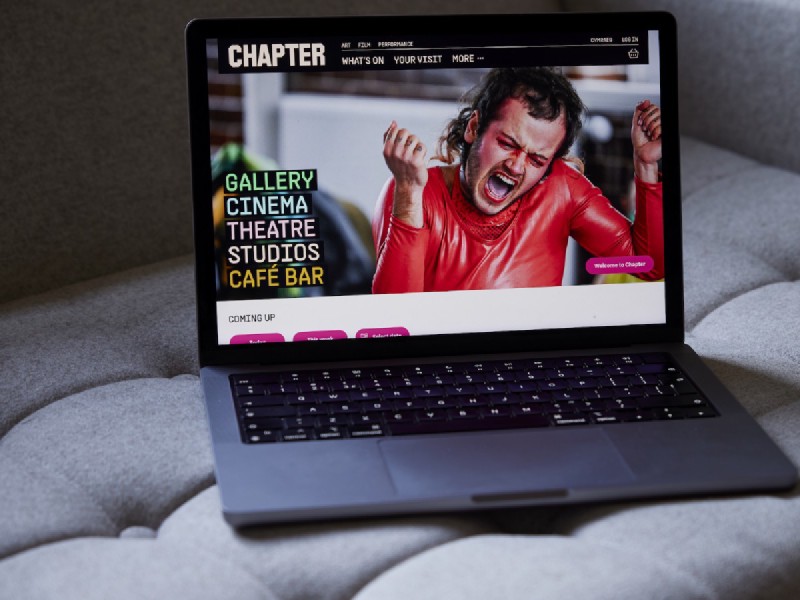 CHAPTER
ART FILM PERFORMANCE
CYMRAEG LOG IN
WHAT'S ON YOUR VISIT MORE ···
GALLERY
CINEMA
THEATRE
STUDIOS
CAFÉ BAR
Welcome to Chapter
COMING UP
Today
This week
Select date